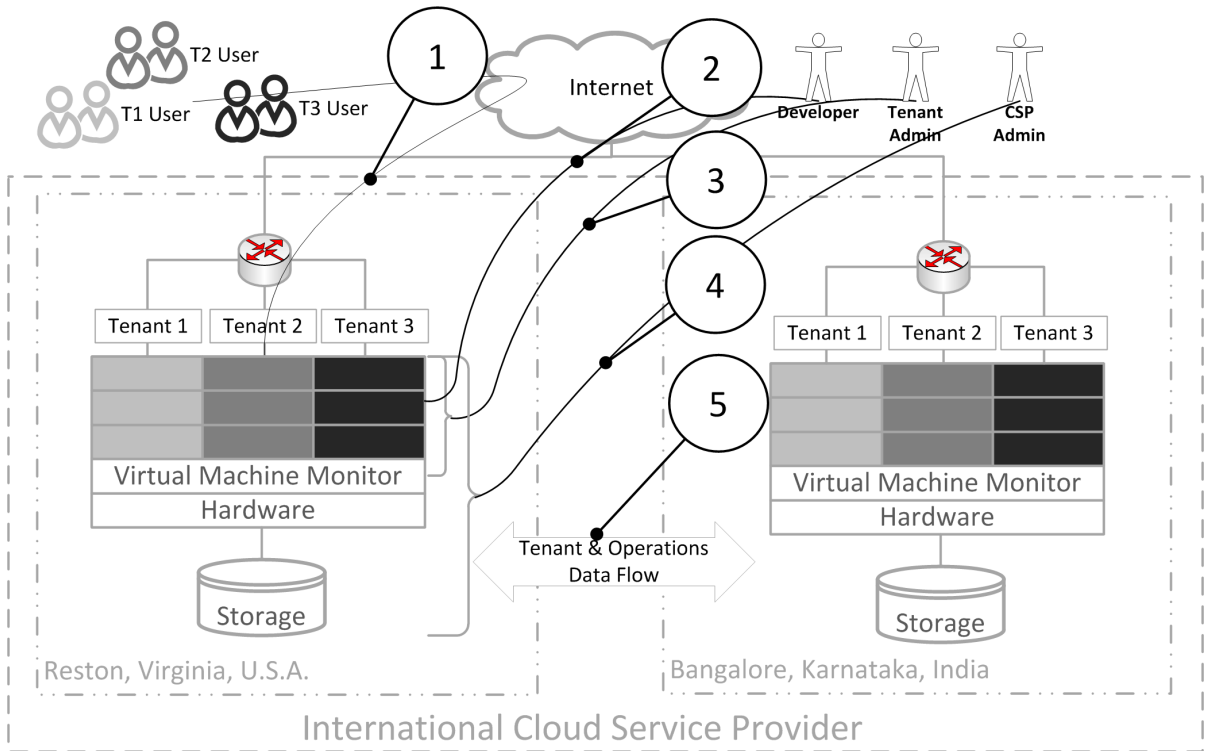 T2 User
T1 User
T3 User
1
Internet
2
Developer
Tenant
Admin
CSP
Admin
3
4
5
Tenant 1
Tenant 2
Tenant 3
Virtual Machine Monitor
Hardware
Storage
Reston, Virginia, U.S.A.
Tenant & Operations
Data Flow
Tenant 1
Tenant 2
Tenant 3
Virtual Machine Monitor
Hardware
Storage
Bangalore, Karnataka, India
International Cloud Service Provider